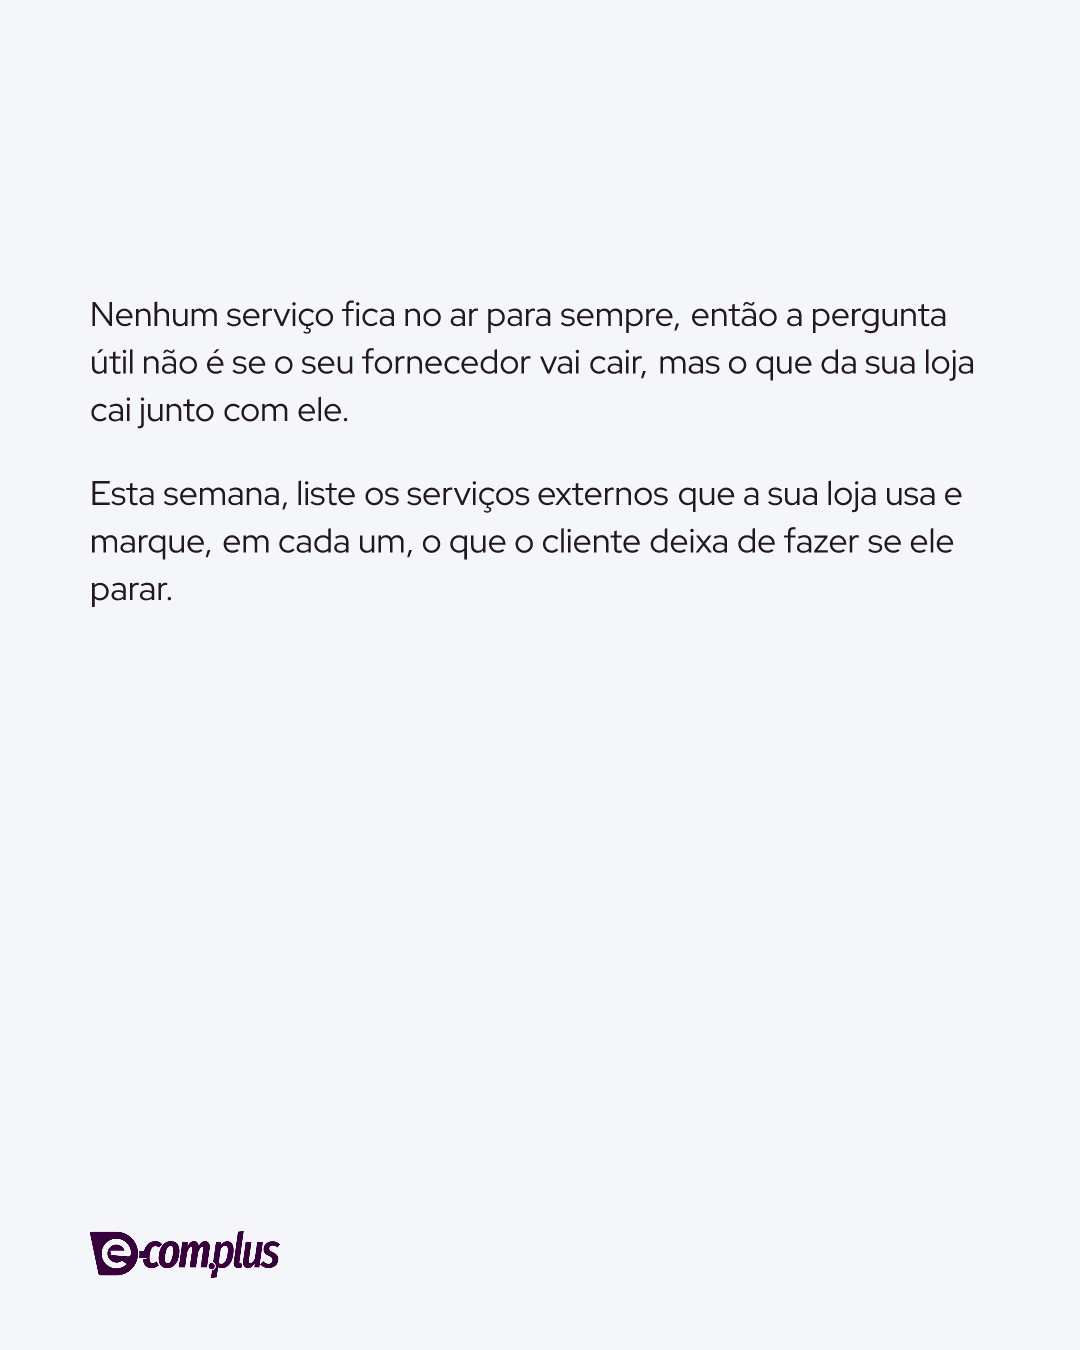 Nenhum serviço fica no ar para sempre, então a pergunta
útil não é se o seu fornecedor vai cair, mas o que da sua loja
cai junto com ele.
Esta semana, liste os serviços externos que a sua loja usa e
marque, em cada um, o que o cliente deixa de fazer se ele
parar.
e-com.plus